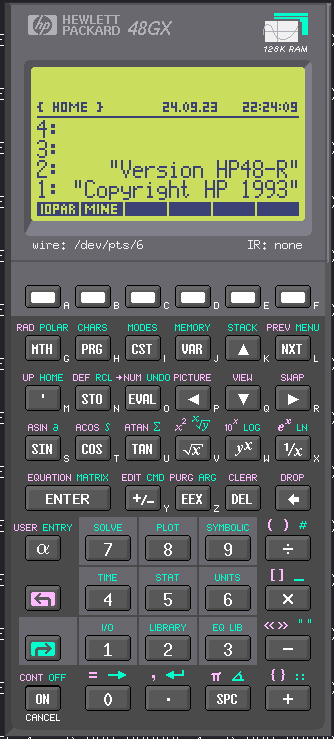 hp HEWLETT PACKARD 48GX
128K RAM
{ HOME } 24.09.23 22:24:09
4:
3:
2: "Version HP48-R"
1: "Copyright HP 1993"
IOPAR MINE
wire: /dev/pts/6 IR: none
A B C D E F
RAD POLAR CHARS MODES MEMORY STACK PREV MENU
MTH G PRG H CST I VAR J ▲ K NXT L
UP HOME DEF RCL →NUM UNDO PICTURE VIEW SWAP
' M STO N EVAL O ◀ P ▼ Q ▶ R
ASIN ∂ ACOS ∫ ATAN Σ x² ˣ√y 10ˣ LOG eˣ LN
SIN S COS T TAN U √x V yˣ W 1/x X
EQUATION MATRIX EDIT CMD PURG ARG CLEAR DROP
ENTER +/− Y EEX Z DEL ←
USER ENTRY SOLVE PLOT SYMBOLIC ( ) #
α 7 8 9 ÷
TIME STAT UNITS [ ] _
4 5 6 ×
I/O LIBRARY EQ LIB «» " "
1 2 3 −
CONT OFF = → , ↵ π ∡ { } ::
ON 0 . SPC +
CANCEL